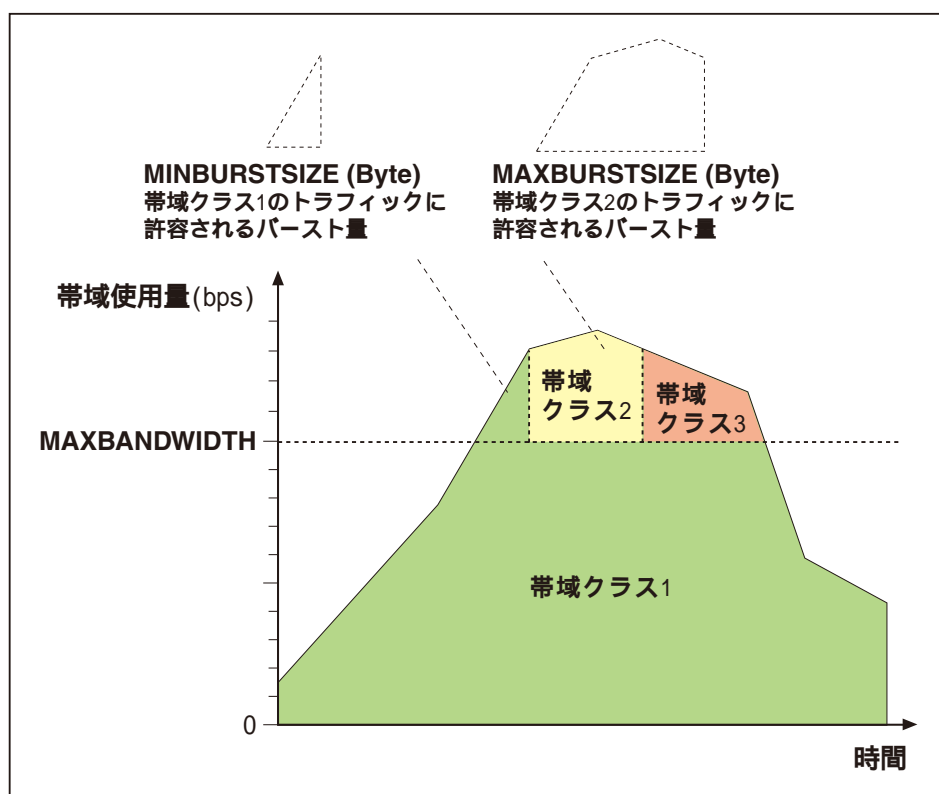 MINBURSTSIZE (Byte)
帯域クラス1のトラフィックに
許容されるバースト量
MAXBURSTSIZE (Byte)
帯域クラス2のトラフィックに
許容されるバースト量
帯域使用量(bps)
帯域
クラス2
帯域
クラス3
MAXBANDWIDTH
帯域クラス1
0
時間